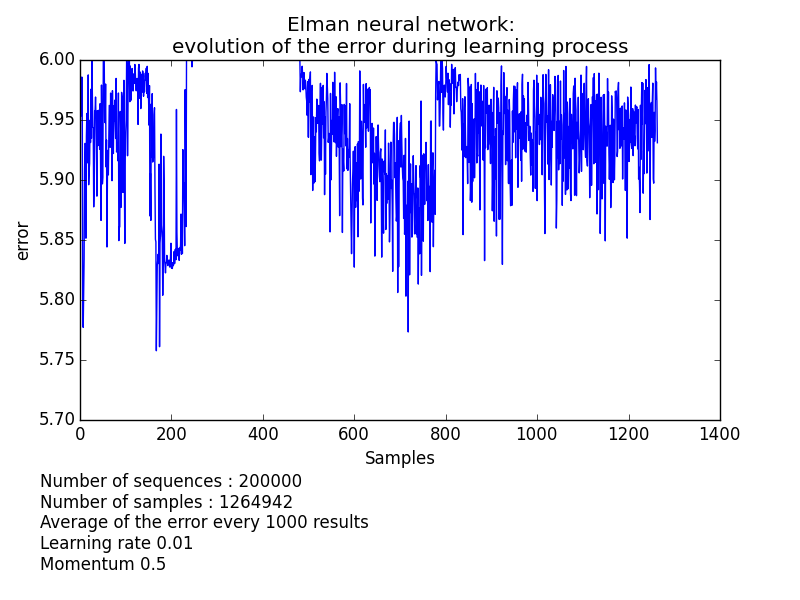 Elman neural network:
evolution of the error during learning process
6.00
5.95
5.90
5.85
5.80
5.75
5.70
error
0 200 400 600 800 1000 1200 1400
Samples
Number of sequences : 200000
Number of samples : 1264942
Average of the error every 1000 results
Learning rate 0.01
Momentum 0.5